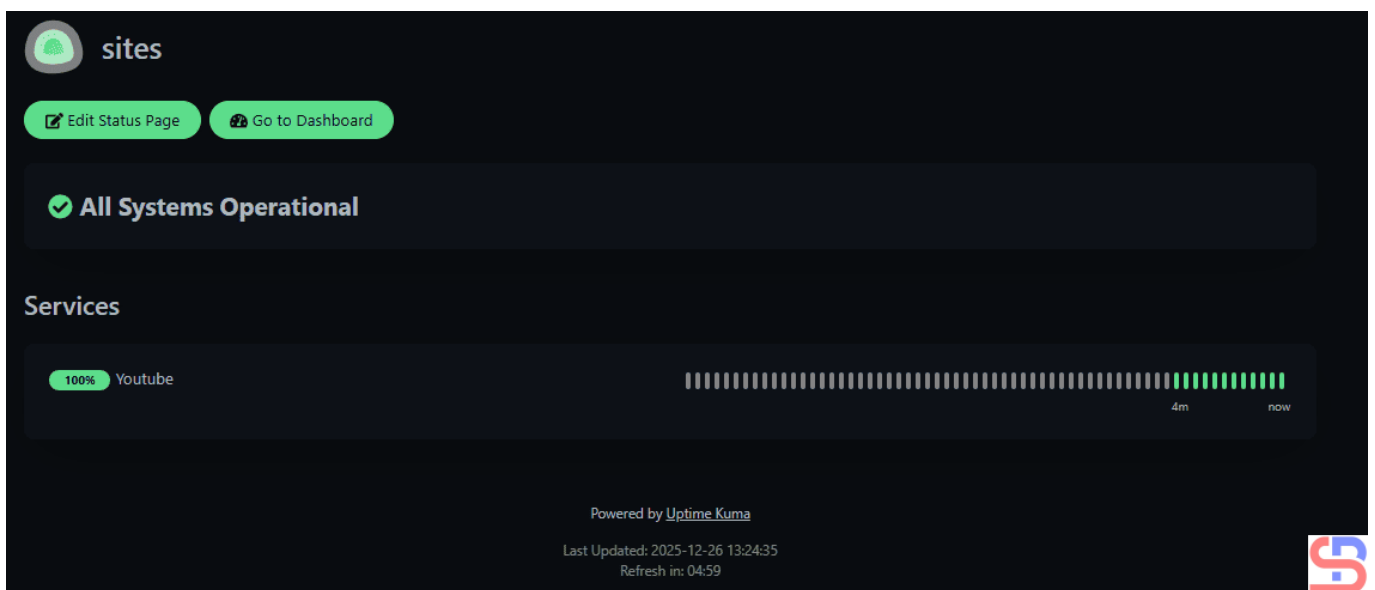 sites
Edit Status Page
Go to Dashboard
All Systems Operational
Services
100% Youtube
4m now
Powered by Uptime Kuma
Last Updated: 2025-12-26 13:24:35
Refresh in: 04:59